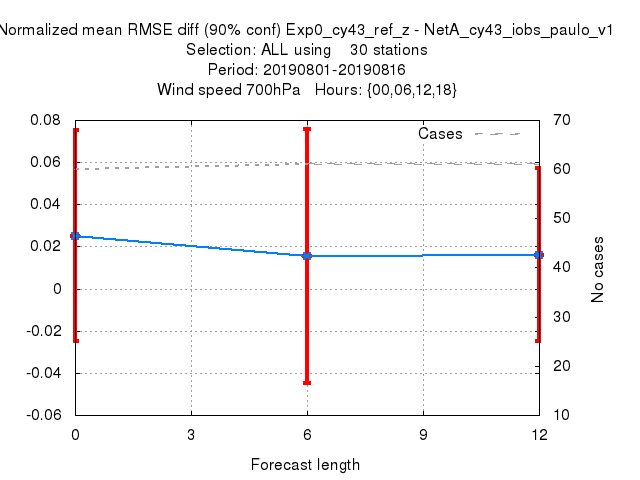 Normalized mean RMSE diff (90% conf) Exp0_cy43_ref_z - NetA_cy43_iobs_paulo_v1
Selection: ALL using 30 stations
Period: 20190801-20190816
Wind speed 700hPa Hours: {00,06,12,18}
Cases
0.08
0.06
0.04
0.02
0
-0.02
-0.04
-0.06
70
60
50
40
30
20
10
No cases
0 3 6 9 12
Forecast length